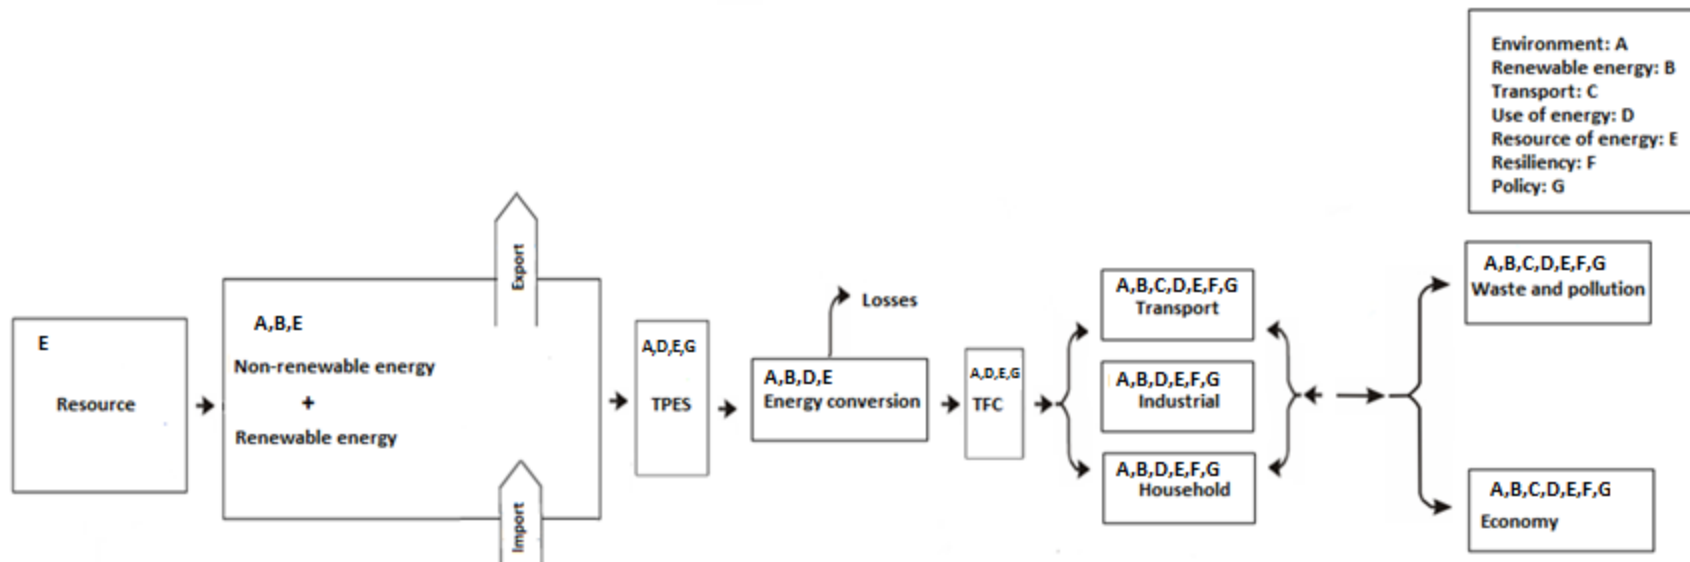 Environment: A
Renewable energy: B
Transport: C
Use of energy: D
Resource of energy: E
Resiliency: F
Policy: G
E
Resource
A,B,E
Non-renewable energy
+
Renewable energy
Export
Import
A,D,E,G
TPES
Losses
A,B,D,E
Energy conversion
A,D,E,G
TFC
A,B,C,D,E,F,G
Transport
A,B,D,E,F,G
Industrial
A,B,D,E,F,G
Household
A,B,C,D,E,F,G
Waste and pollution
A,B,C,D,E,F,G
Economy